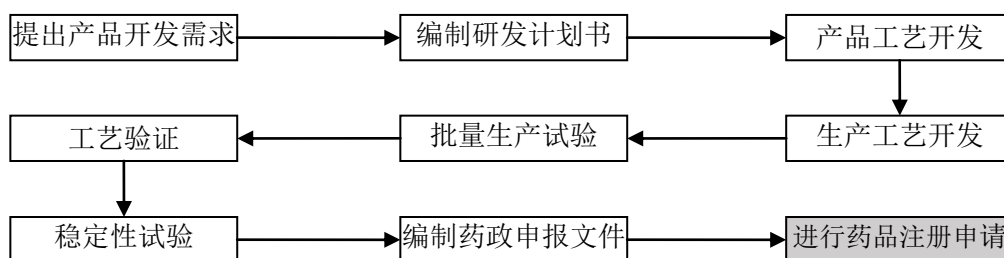 提出产品开发需求
编制研发计划书
产品工艺开发
生产工艺开发
批量生产试验
工艺验证
稳定性试验
编制药政申报文件
进行药品注册申请